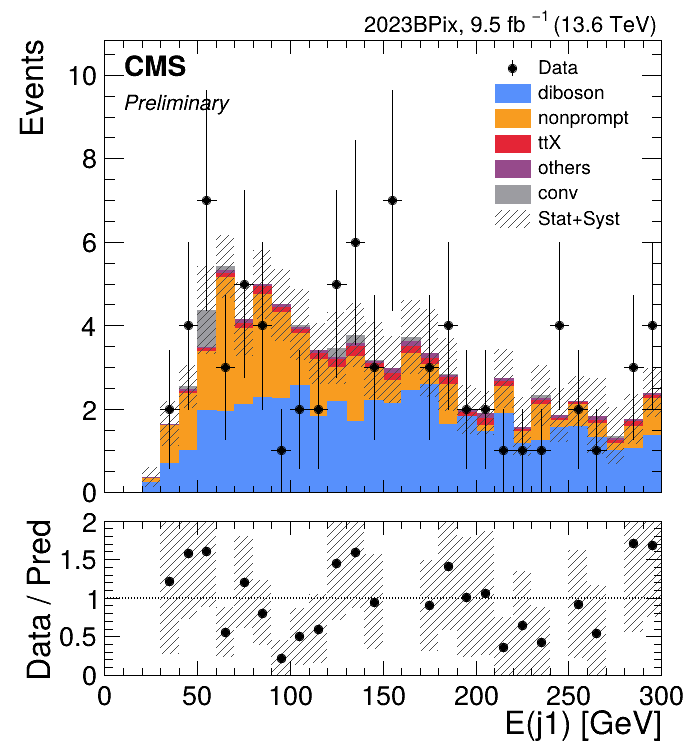 2023BPix, 9.5 fb ⁻¹ (13.6 TeV)
Events
CMS
Preliminary
Data
diboson
nonprompt
ttX
others
conv
Stat+Syst
10
8
6
4
2
0
Data / Pred
2
1.5
1
0.5
0
0 50 100 150 200 250 300
E(j1) [GeV]